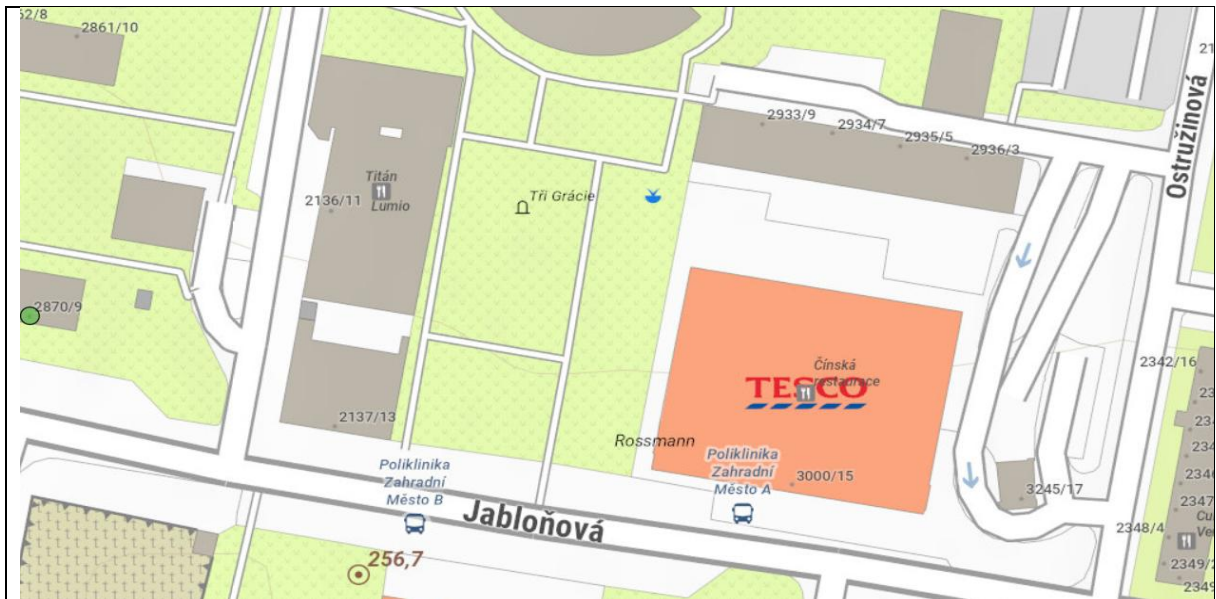 2861/10
2933/9
2934/7
2935/5
2936/3
Ostružinová
Titán
Lumio
2136/11
Tři Grácie
2870/9
2342/16
Čínská
restaurace
TESCO
2137/13
Rossmann
Poliklinika
Zahradní
Město B
Poliklinika
Zahradní
Město A
3000/15
3245/17
Jabloňová
2348/4
256,7